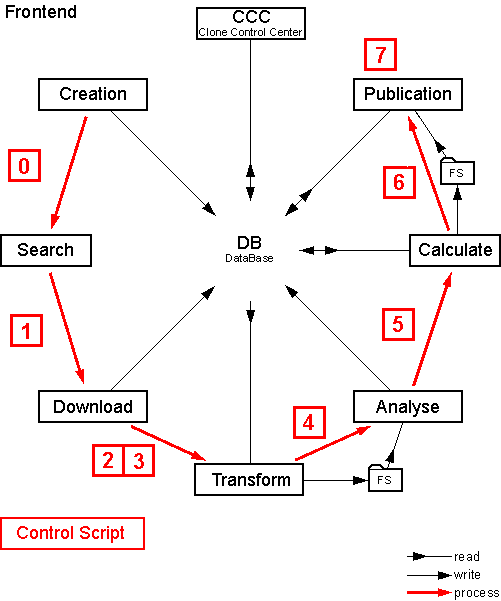 Frontend
CCC
Clone Control Center
7
Creation
Publication
0
6
FS
Search
DB
DataBase
Calculate
1
5
Download
Analyse
4
2 3
Transform
FS
Control Script
read
write
process